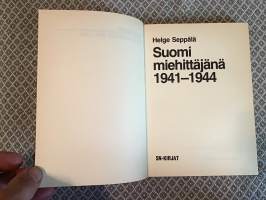 Helge Seppälä
Suomi
miehittäjänä
1941–1944
SN-KIRJAT